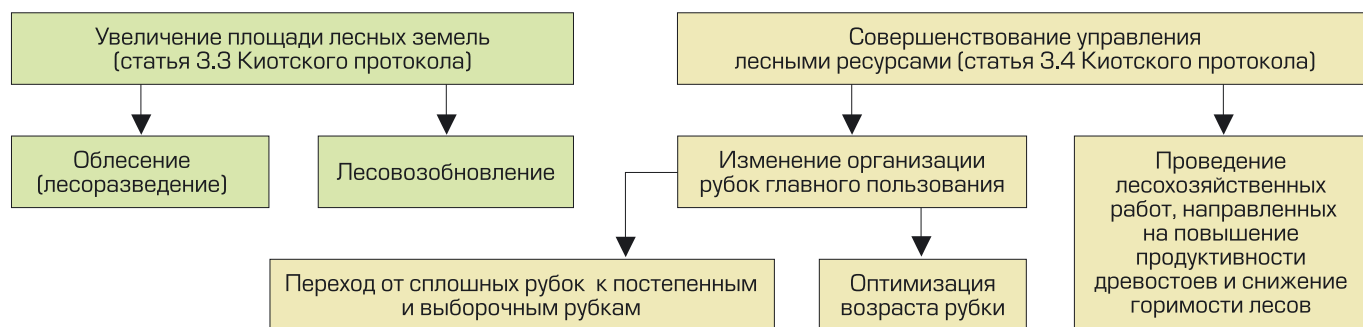 Увеличение площади лесных земель
(статья 3.3 Киотского протокола)
Совершенствование управления
лесными ресурсами (статья 3.4 Киотского протокола)
Облесение
(лесоразведение)
Лесовозобновление
Изменение организации
рубок главного пользования
Проведение
лесохозяйственных
работ, направленных
на повышение
продуктивности
древостоев и снижение
горимости лесов
Переход от сплошных рубок к постепенным
и выборочным рубкам
Оптимизация
возраста рубки